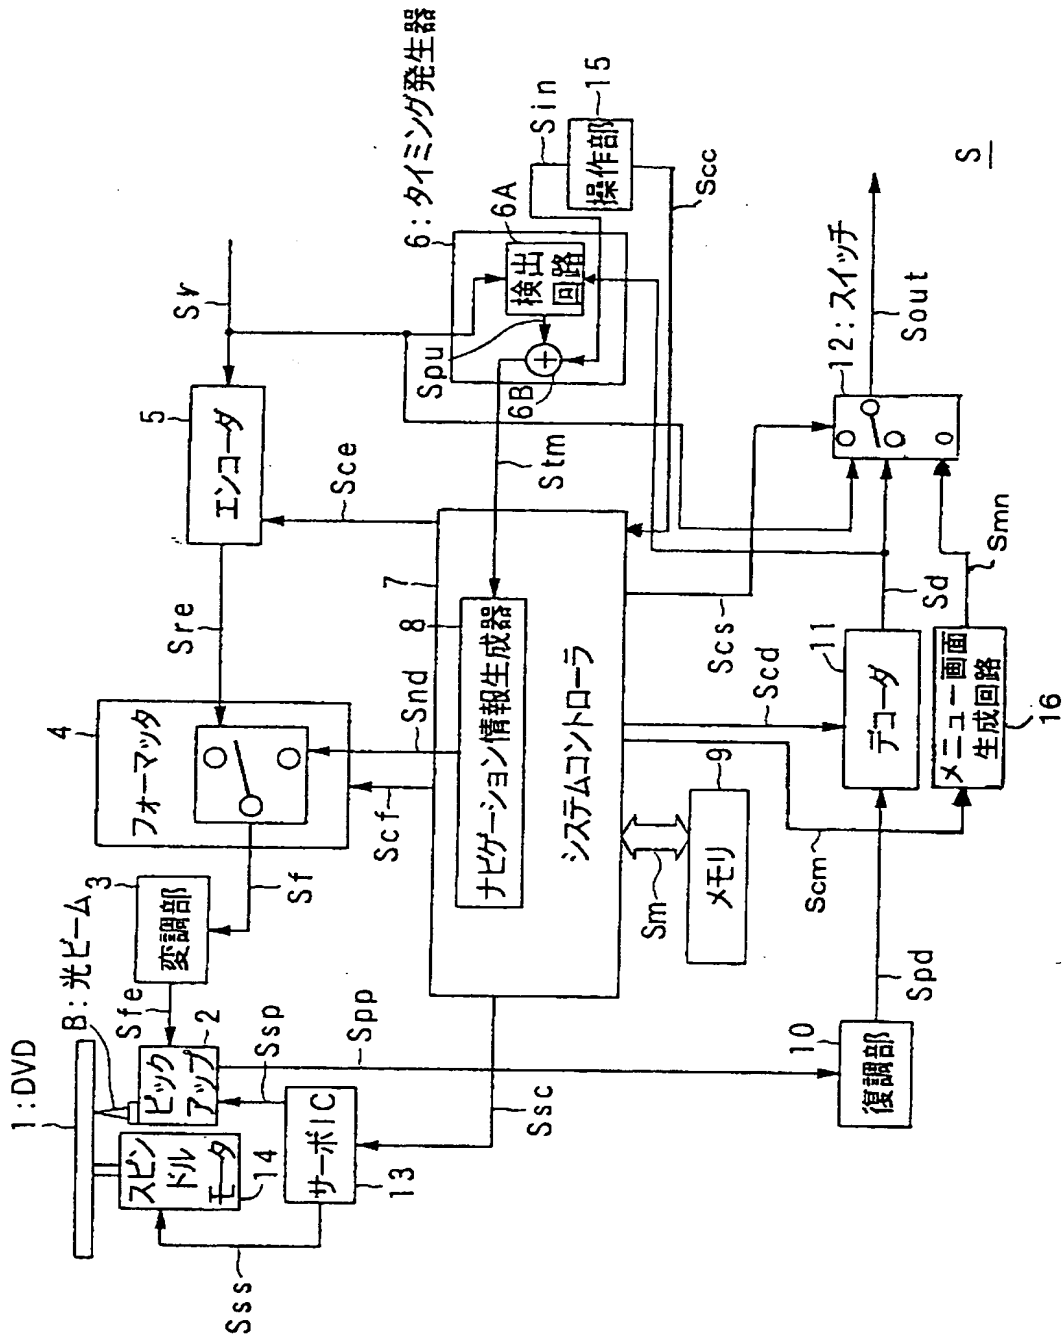 1:DVD
B:光ビーム
スピン
ドル
モータ
14
ピック
アップ
2
Sfe
変調部
3
Sf
フォーマッタ
4
Sre
エンコーダ
5
Sv
Sss
サーボIC
13
Ssp
Spp
Ssc
Scf
Snd
Sce
7
8
ナビゲーション情報生成器
システムコントローラ
Stm
Spu
6:タイミング発生器
6A
検出
回路
6B
Sin
操作部
15
Scc
Sm
メモリ
9
Scs
Scd
Scm
復調部
10
Spd
デコーダ
11
Sd
メニュー画面
生成回路
16
Smn
12:スイッチ
Sout
S